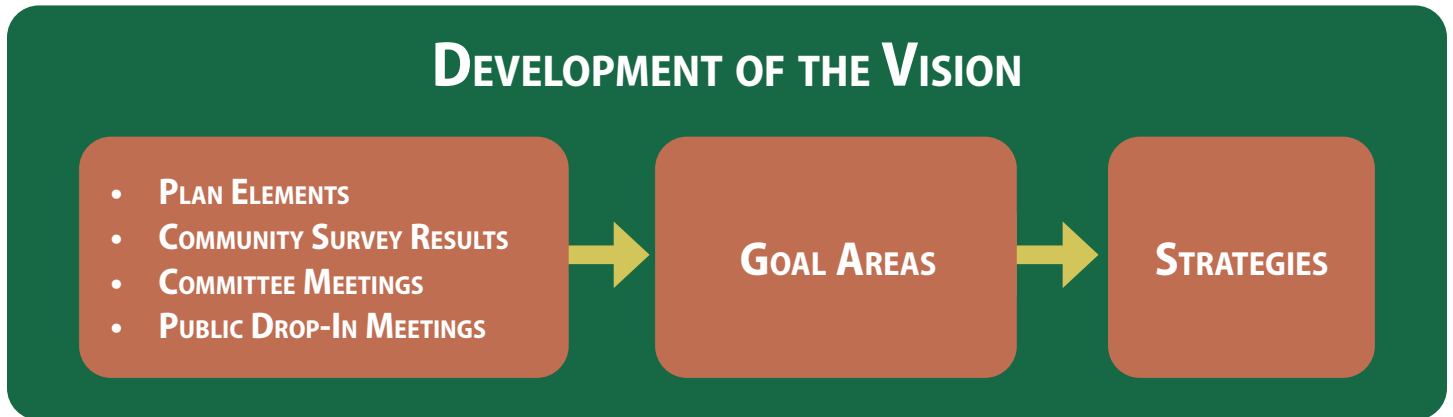 Development of the Vision
• Plan Elements
• Community Survey Results
• Committee Meetings
• Public Drop-In Meetings
Goal Areas
Strategies